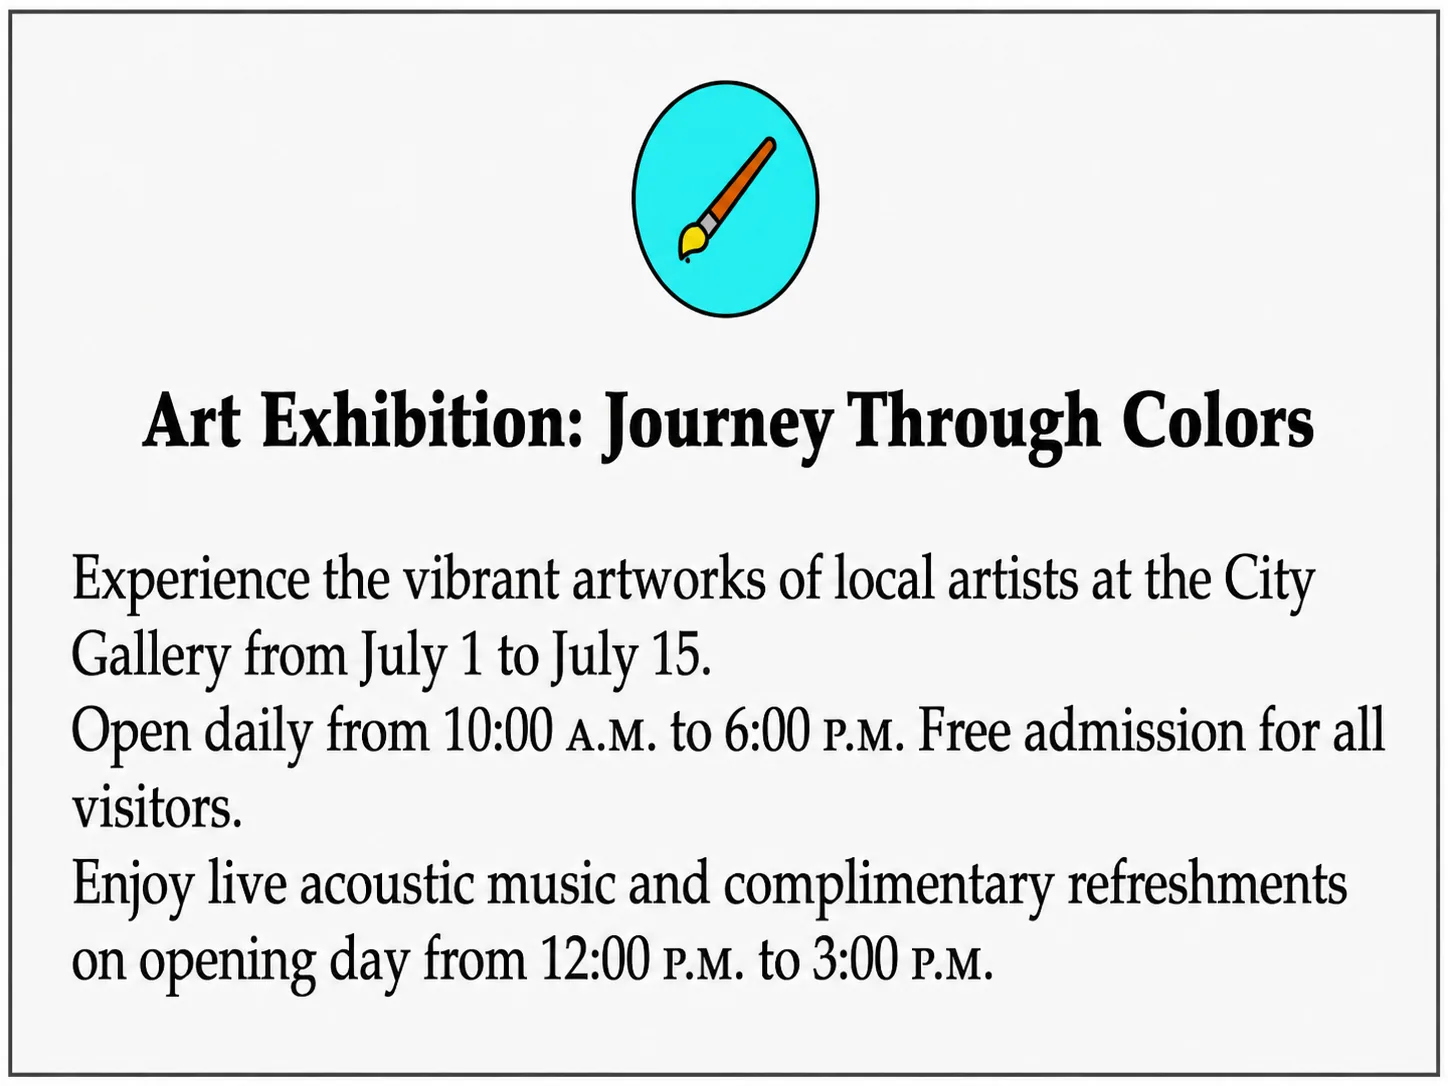 Art Exhibition: Journey Through Colors
Experience the vibrant artworks of local artists at the City
Gallery from July 1 to July 15.
Open daily from 10:00 A.M. to 6:00 P.M. Free admission for all
visitors.
Enjoy live acoustic music and complimentary refreshments
on opening day from 12:00 P.M. to 3:00 P.M.